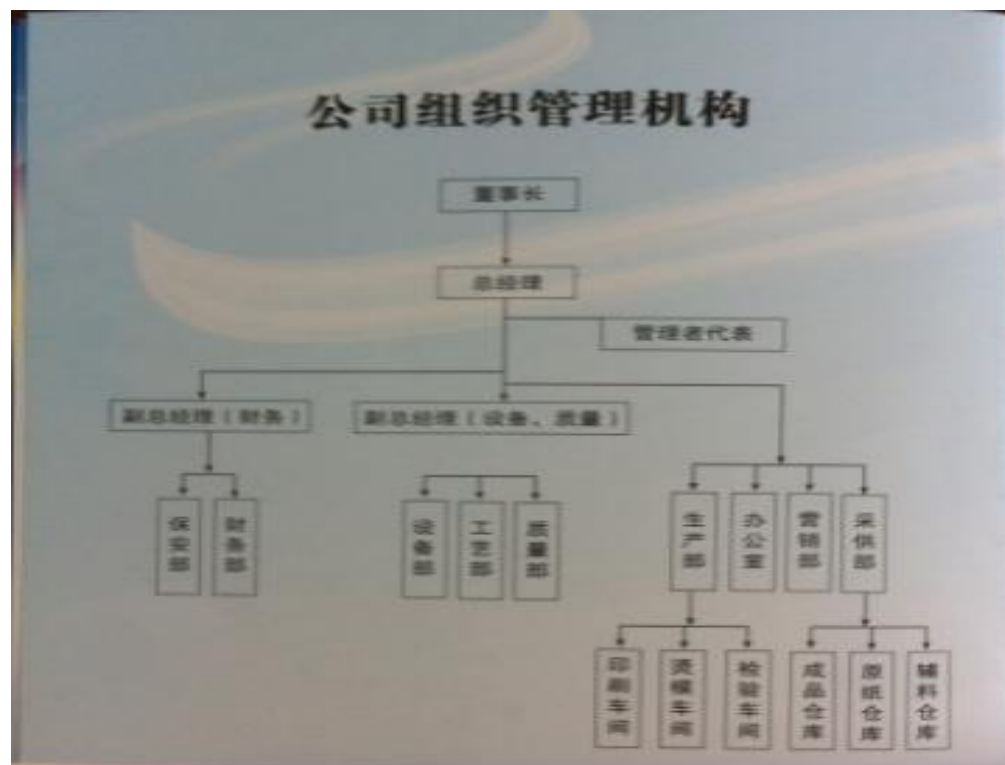 公司组织管理机构
董事长
总经理
管理者代表
副总经理（财务）
副总经理（设备、质量）
保安部
财务部
设备部
工艺部
质量部
生产部
办公室
营销部
采供部
印刷车间
烫模车间
检验车间
成品仓库
原纸仓库
辅料仓库